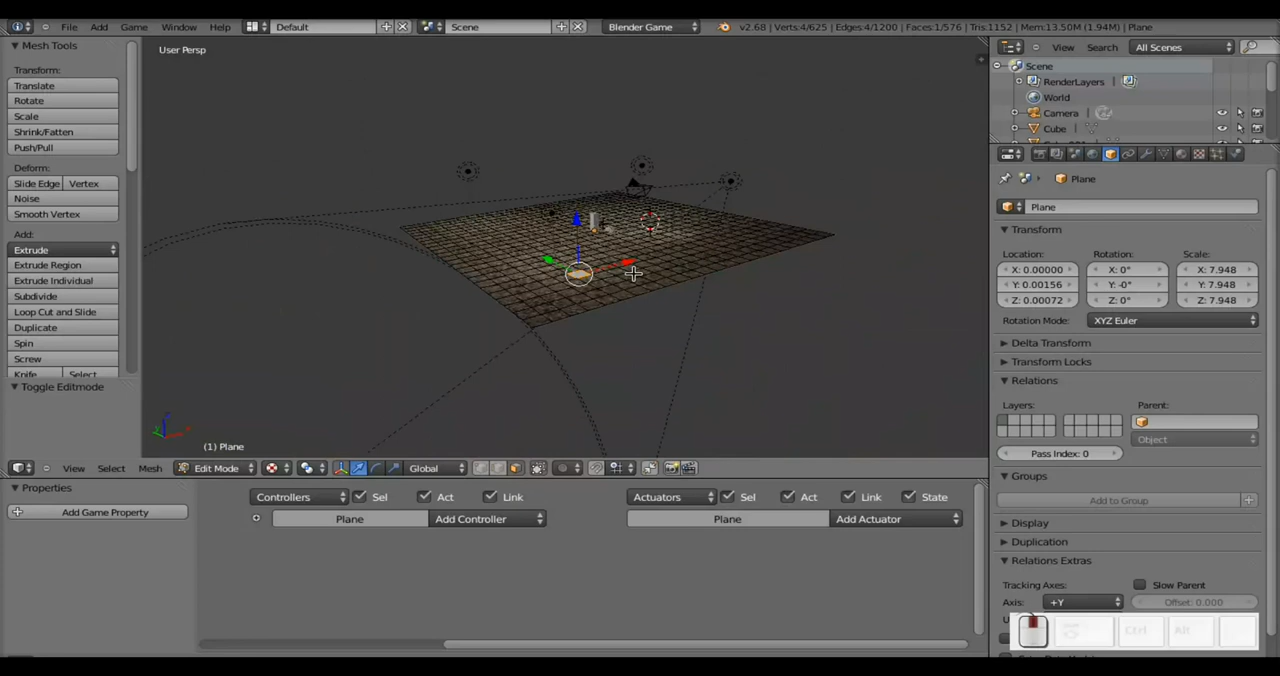 File Add Game Window Help Default Scene Blender Game v2.68 | Verts:4/625 | Edges:4/1200 | Faces:1/576 | Tris:1152 | Mem:13.50M (1.94M) | Plane
Mesh Tools
Transform:
Translate
Rotate
Scale
Shrink/Fatten
Push/Pull
Deform:
Slide Edge Vertex
Noise
Smooth Vertex
Add:
Extrude
Extrude Region
Extrude Individual
Subdivide
Loop Cut and Slide
Duplicate
Spin
Screw
Knife Select
Toggle Editmode
User Persp
(1) Plane
View Select Mesh Edit Mode Global
Properties
Add Game Property
Controllers Sel Act Link
Plane Add Controller
Actuators Sel Act Link State
Plane Add Actuator
View Search All Scenes
Scene
RenderLayers |
World
Camera |
Cube |
Plane
Plane
Transform
Location: Rotation: Scale:
X: 0.00000 X: 0° X: 7.948
Y: 0.00156 Y: -0° Y: 7.948
Z: 0.00072 Z: 0° Z: 7.948
Rotation Mode: XYZ Euler
Delta Transform
Transform Locks
Relations
Layers: Parent:
Object
Pass Index: 0
Groups
Add to Group
Display
Duplication
Relations Extras
Tracking Axes: Slow Parent
Axis: +Y Offset: 0.000
Ctrl Alt